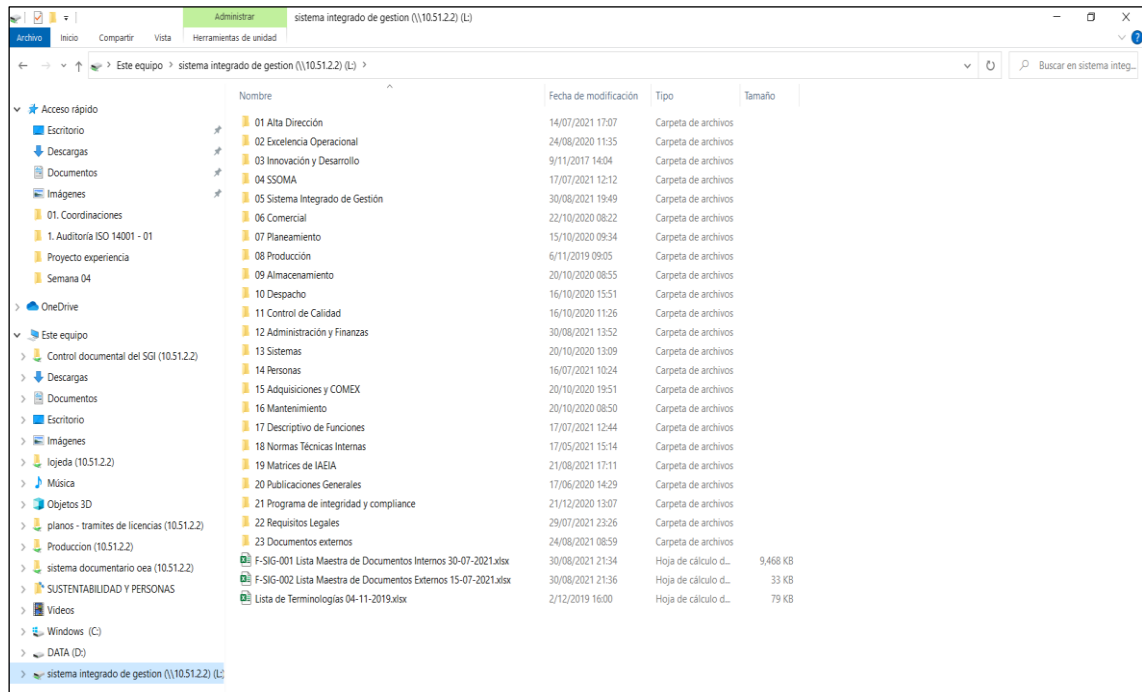 Administrar sistema integrado de gestion (\\10.51.2.2) (L:)
Archivo Inicio Compartir Vista Herramientas de unidad
Este equipo > sistema integrado de gestion (\\10.51.2.2) (L:) >
Buscar en sistema integ...
Acceso rápido
Escritorio
Descargas
Documentos
Imágenes
01. Coordinaciones
1. Auditoría ISO 14001 - 01
Proyecto experiencia
Semana 04
OneDrive
Este equipo
Control documental del SGI (10.51.2.2)
Descargas
Documentos
Escritorio
Imágenes
lojeda (10.51.2.2)
Música
Objetos 3D
planos - tramites de licencias (10.51.2.2)
Produccion (10.51.2.2)
sistema documentario oea (10.51.2.2)
SUSTENTABILIDAD Y PERSONAS
Videos
Windows (C:)
DATA (D:)
sistema integrado de gestion (\\10.51.2.2) (L:)
Nombre Fecha de modificación Tipo Tamaño
01 Alta Dirección 14/07/2021 17:07 Carpeta de archivos
02 Excelencia Operacional 24/08/2020 11:35 Carpeta de archivos
03 Innovación y Desarrollo 9/11/2017 14:04 Carpeta de archivos
04 SSOMA 17/07/2021 12:12 Carpeta de archivos
05 Sistema Integrado de Gestión 30/08/2021 19:49 Carpeta de archivos
06 Comercial 22/10/2020 08:22 Carpeta de archivos
07 Planeamiento 15/10/2020 09:34 Carpeta de archivos
08 Producción 6/11/2019 09:05 Carpeta de archivos
09 Almacenamiento 20/10/2020 08:55 Carpeta de archivos
10 Despacho 16/10/2020 15:51 Carpeta de archivos
11 Control de Calidad 16/10/2020 11:26 Carpeta de archivos
12 Administración y Finanzas 30/08/2021 13:52 Carpeta de archivos
13 Sistemas 20/10/2020 13:09 Carpeta de archivos
14 Personas 16/07/2021 10:24 Carpeta de archivos
15 Adquisiciones y COMEX 20/10/2020 19:51 Carpeta de archivos
16 Mantenimiento 20/10/2020 08:50 Carpeta de archivos
17 Descriptivo de Funciones 17/07/2021 12:44 Carpeta de archivos
18 Normas Técnicas Internas 17/05/2021 15:14 Carpeta de archivos
19 Matrices de IAEIA 21/08/2021 17:11 Carpeta de archivos
20 Publicaciones Generales 17/06/2020 14:29 Carpeta de archivos
21 Programa de integridad y compliance 21/12/2020 13:07 Carpeta de archivos
22 Requisitos Legales 29/07/2021 23:26 Carpeta de archivos
23 Documentos externos 24/08/2021 08:59 Carpeta de archivos
F-SIG-001 Lista Maestra de Documentos Internos 30-07-2021.xlsx 30/08/2021 21:34 Hoja de cálculo d... 9,468 KB
F-SIG-002 Lista Maestra de Documentos Externos 15-07-2021.xlsx 30/08/2021 21:36 Hoja de cálculo d... 33 KB
Lista de Terminologías 04-11-2019.xlsx 2/12/2019 16:00 Hoja de cálculo d... 79 KB